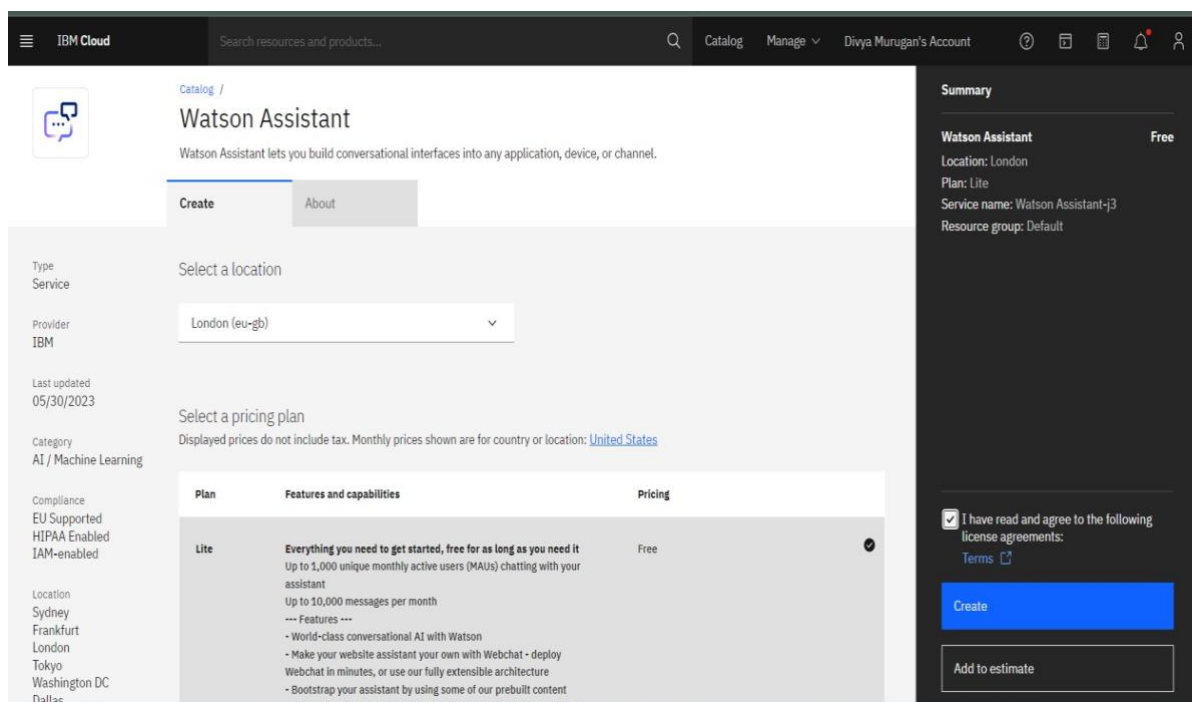 IBM Cloud
Search resources and products...
Catalog
Manage
Divya Murugan's Account
Catalog /
Watson Assistant
Watson Assistant lets you build conversational interfaces into any application, device, or channel.
Create
About
Type
Service
Provider
IBM
Last updated
05/30/2023
Category
AI / Machine Learning
Compliance
EU Supported
HIPAA Enabled
IAM-enabled
Location
Sydney
Frankfurt
London
Tokyo
Washington DC
Dallas
Select a location
London (eu-gb)
Select a pricing plan
Displayed prices do not include tax. Monthly prices shown are for country or location: United States
Plan Features and capabilities Pricing
Lite Everything you need to get started, free for as long as you need it Free
Up to 1,000 unique monthly active users (MAUs) chatting with your
assistant
Up to 10,000 messages per month
--- Features ---
- World-class conversational AI with Watson
- Make your website assistant your own with Webchat - deploy
Webchat in minutes, or use our fully extensible architecture
- Bootstrap your assistant by using some of our prebuilt content
Summary
Watson Assistant Free
Location: London
Plan: Lite
Service name: Watson Assistant-j3
Resource group: Default
I have read and agree to the following
license agreements:
Terms
Create
Add to estimate